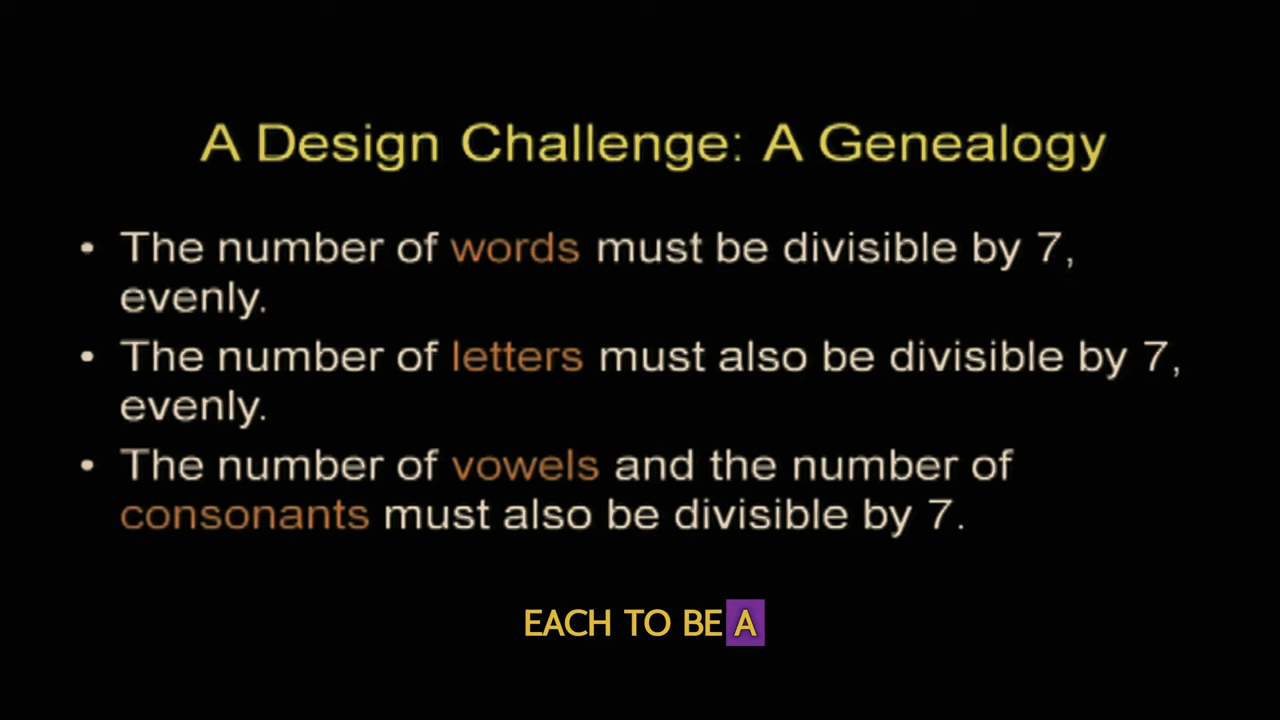 A Design Challenge: A Genealogy
• The number of words must be divisible by 7,
evenly.
• The number of letters must also be divisible by 7,
evenly.
• The number of vowels and the number of
consonants must also be divisible by 7.
EACH TO BE A